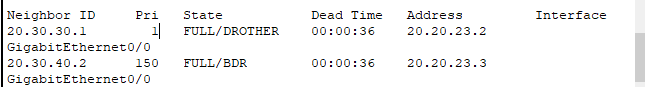 Neighbor ID     Pri   State           Dead Time   Address         Interface
20.30.30.1        1   FULL/DROTHER    00:00:36    20.20.23.2
GigabitEthernet0/0
20.30.40.2      150   FULL/BDR        00:00:36    20.20.23.3
GigabitEthernet0/0